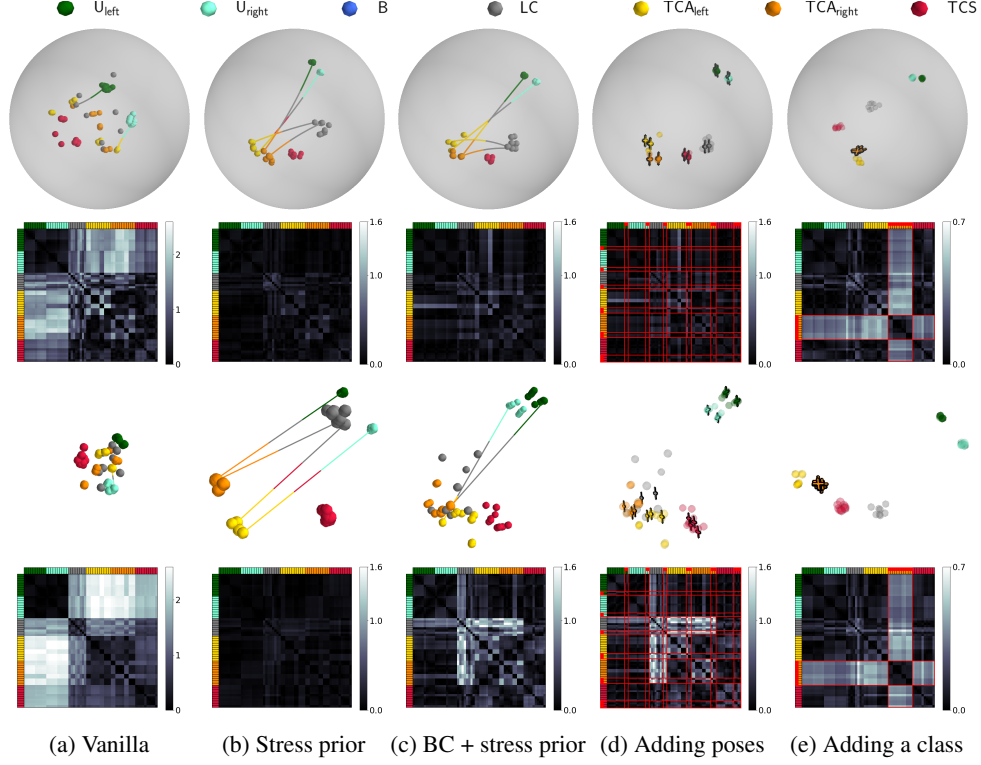 U_left U_right B LC TCA_left TCA_right TCS
2 1 0 1.6 1.0 0.0 1.6 1.0 0.0 1.6 1.0 0.0 0.7 0.0
2 1 0 1.6 1.0 0.0 1.6 1.0 0.0 1.6 1.0 0.0 0.7 0.0
(a) Vanilla (b) Stress prior (c) BC + stress prior (d) Adding poses (e) Adding a class